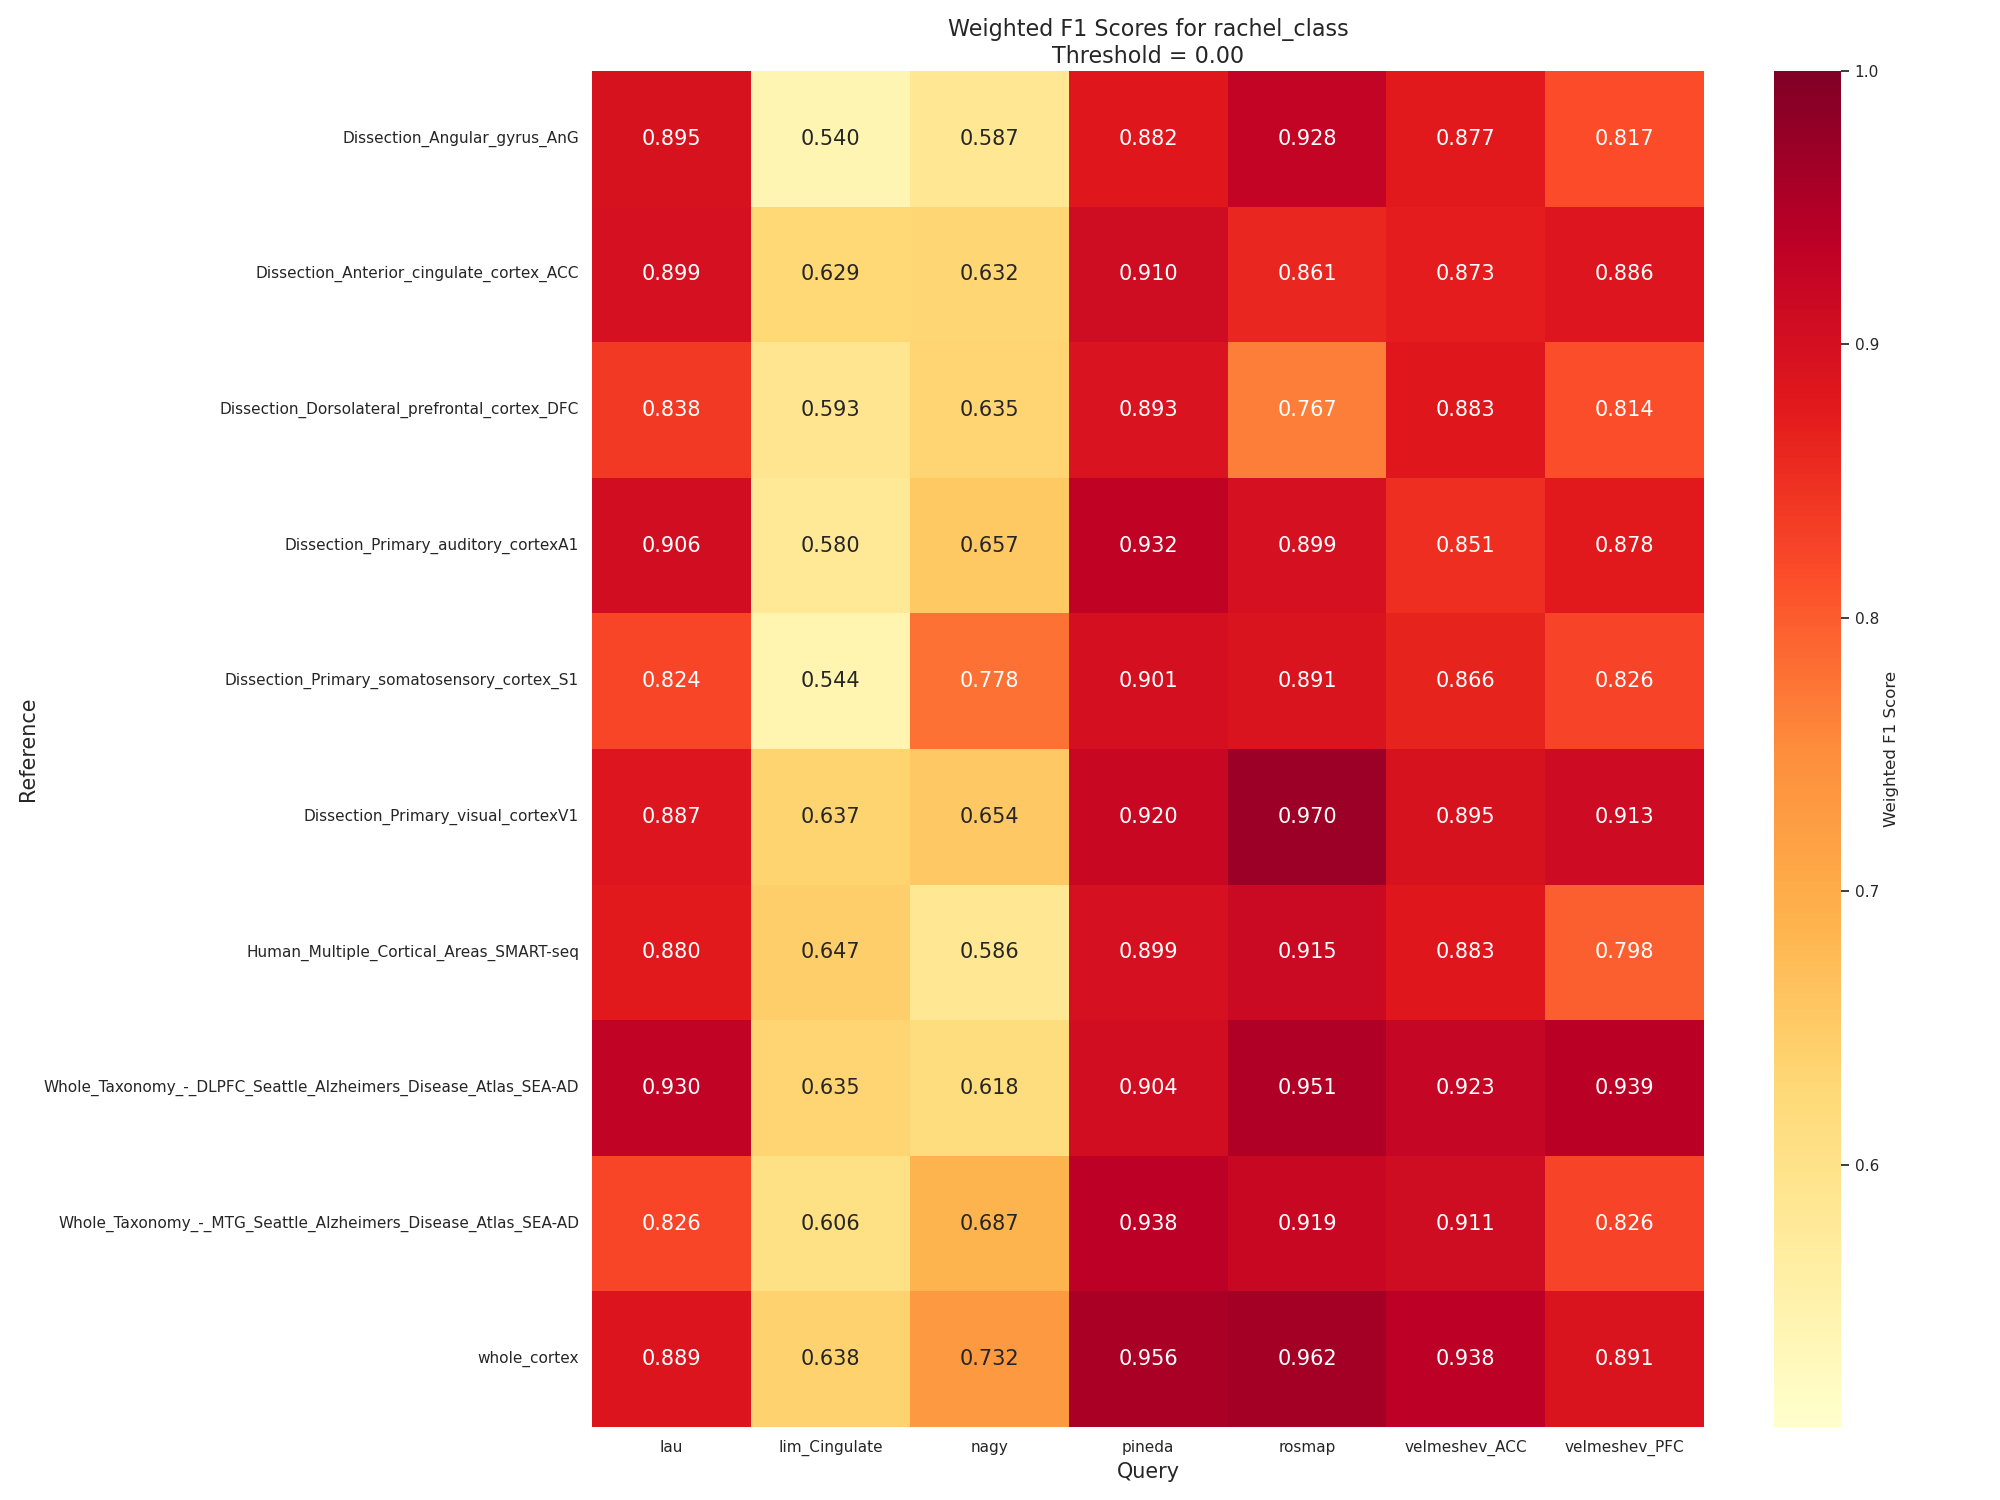 Weighted F1 Scores for rachel_class
Threshold = 0.00
Reference
Dissection_Angular_gyrus_AnG 0.895 0.540 0.587 0.882 0.928 0.877 0.817
Dissection_Anterior_cingulate_cortex_ACC 0.899 0.629 0.632 0.910 0.861 0.873 0.886
Dissection_Dorsolateral_prefrontal_cortex_DFC 0.838 0.593 0.635 0.893 0.767 0.883 0.814
Dissection_Primary_auditory_cortexA1 0.906 0.580 0.657 0.932 0.899 0.851 0.878
Dissection_Primary_somatosensory_cortex_S1 0.824 0.544 0.778 0.901 0.891 0.866 0.826
Dissection_Primary_visual_cortexV1 0.887 0.637 0.654 0.920 0.970 0.895 0.913
Human_Multiple_Cortical_Areas_SMART-seq 0.880 0.647 0.586 0.899 0.915 0.883 0.798
Whole_Taxonomy_-_DLPFC_Seattle_Alzheimers_Disease_Atlas_SEA-AD 0.930 0.635 0.618 0.904 0.951 0.923 0.939
Whole_Taxonomy_-_MTG_Seattle_Alzheimers_Disease_Atlas_SEA-AD 0.826 0.606 0.687 0.938 0.919 0.911 0.826
whole_cortex 0.889 0.638 0.732 0.956 0.962 0.938 0.891
lau lim_Cingulate nagy pineda rosmap velmeshev_ACC velmeshev_PFC
Query
1.0
0.9
0.8
0.7
0.6
Weighted F1 Score